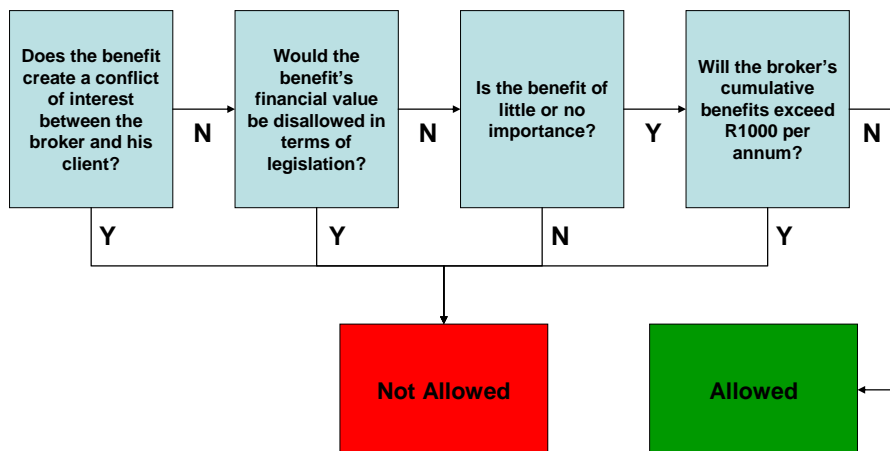 Does the benefit
create a conflict
of interest
between the
broker and his
client?
N
Would the
benefit's
financial value
be disallowed in
terms of
legislation?
N
Is the benefit of
little or no
importance?
Y
Will the broker's
cumulative
benefits exceed
R1000 per
annum?
N
Y
Y
N
Y
Not Allowed
Allowed